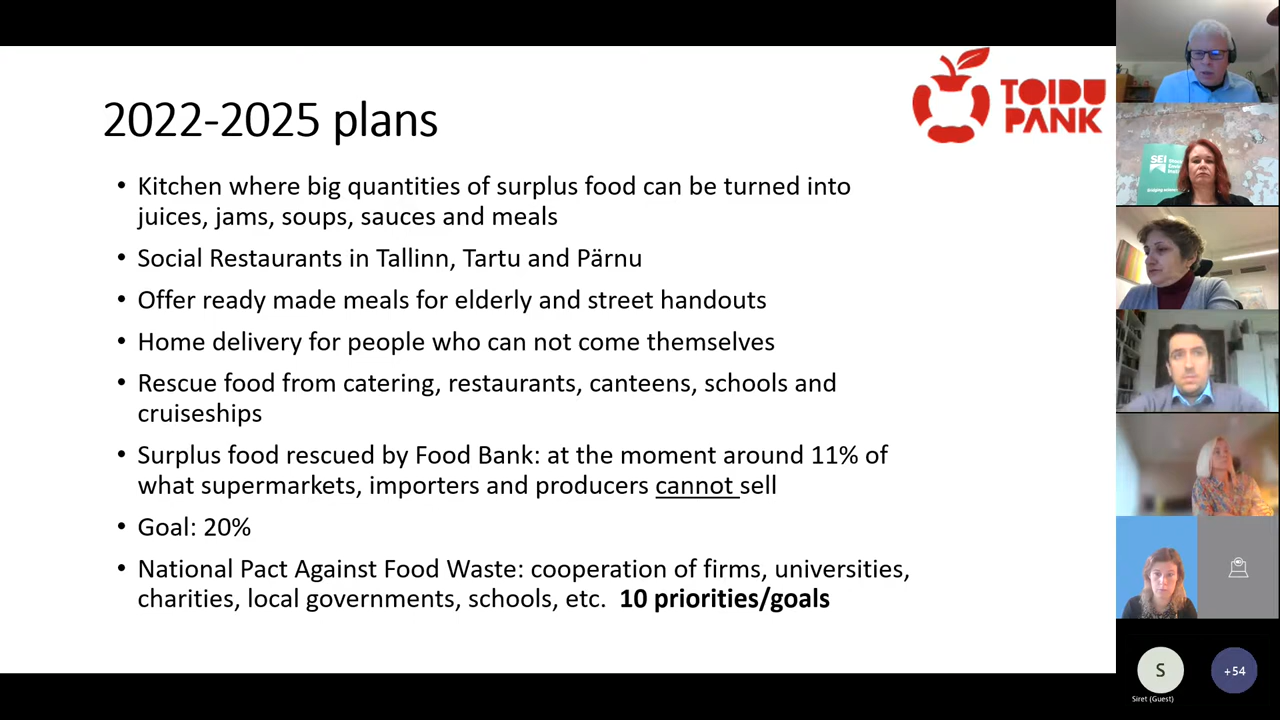 2022-2025 plans
TOIDU
PANK
• Kitchen where big quantities of surplus food can be turned into
juices, jams, soups, sauces and meals
• Social Restaurants in Tallinn, Tartu and Pärnu
• Offer ready made meals for elderly and street handouts
• Home delivery for people who can not come themselves
• Rescue food from catering, restaurants, canteens, schools and
cruiseships
• Surplus food rescued by Food Bank: at the moment around 11% of
what supermarkets, importers and producers cannot sell
• Goal: 20%
• National Pact Against Food Waste: cooperation of firms, universities,
charities, local governments, schools, etc. 10 priorities/goals
SEI
S
+54
Siret (Guest)